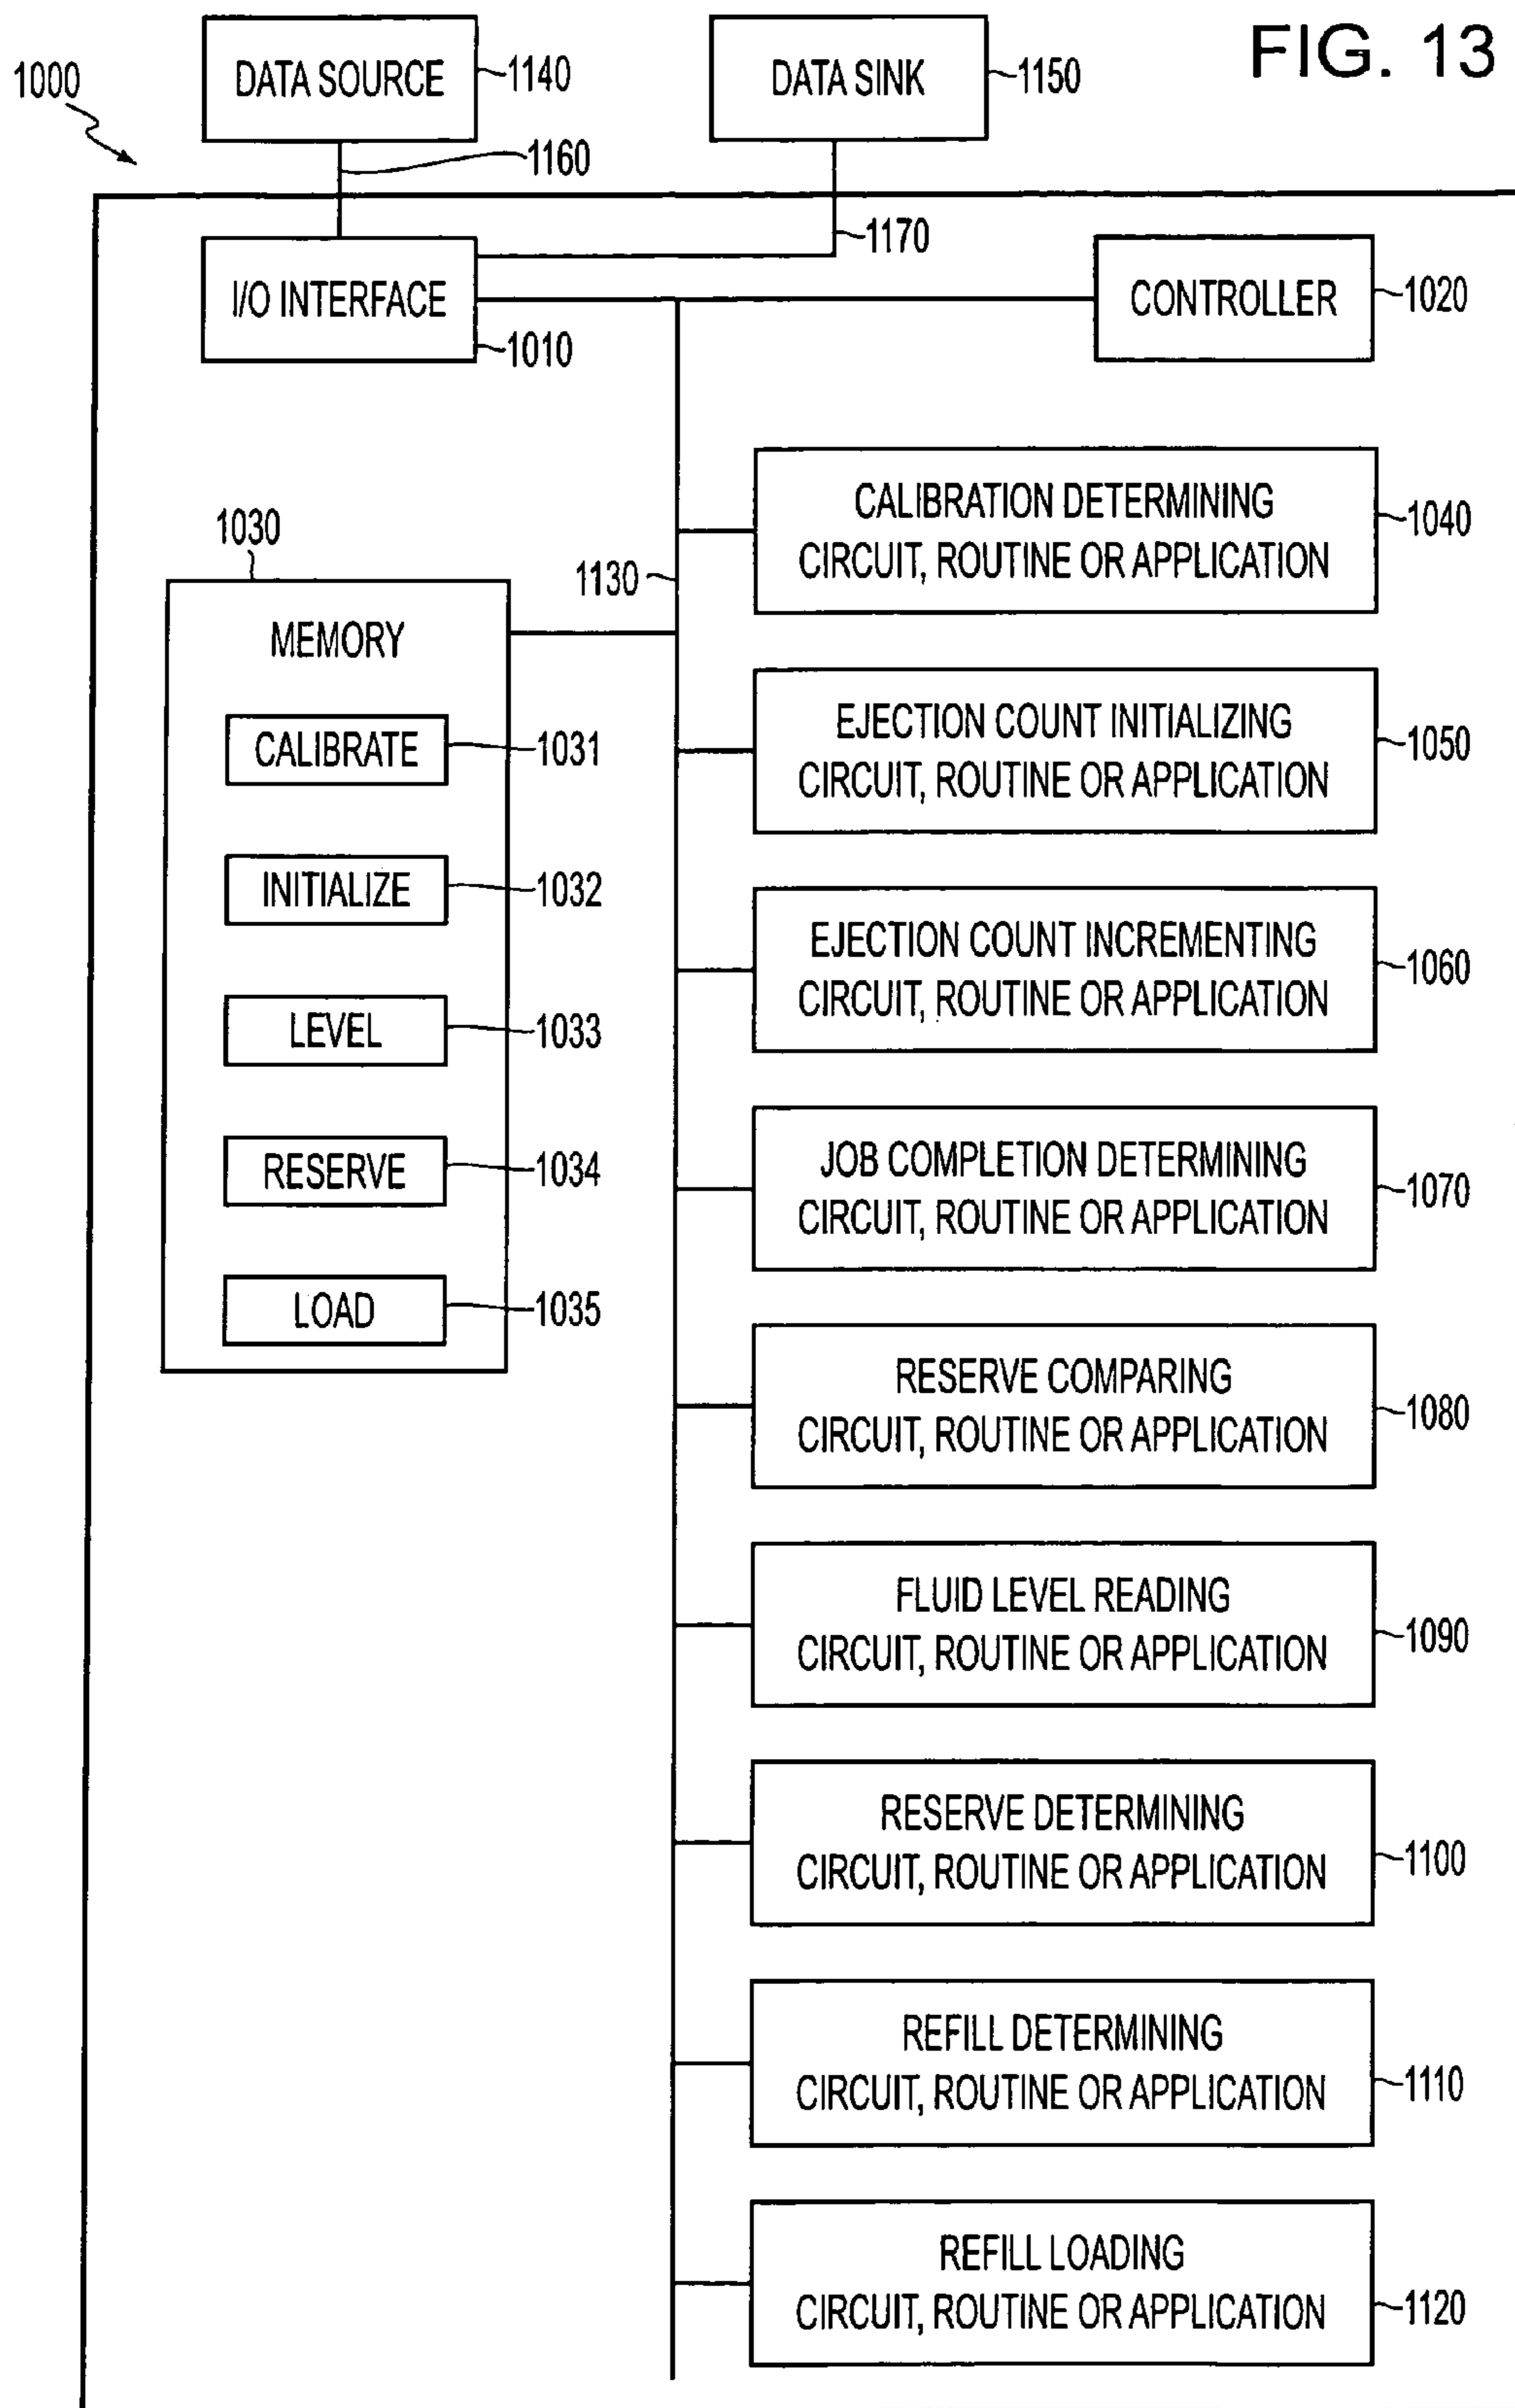 FIG. 13
1000
DATA SOURCE
1140
DATA SINK
1150
1160
1170
I/O INTERFACE
1010
CONTROLLER
1020
1030
MEMORY
CALIBRATE
1031
INITIALIZE
1032
LEVEL
1033
RESERVE
1034
LOAD
1035
1130
CALIBRATION DETERMINING
CIRCUIT, ROUTINE OR APPLICATION
1040
EJECTION COUNT INITIALIZING
CIRCUIT, ROUTINE OR APPLICATION
1050
EJECTION COUNT INCREMENTING
CIRCUIT, ROUTINE OR APPLICATION
1060
JOB COMPLETION DETERMINING
CIRCUIT, ROUTINE OR APPLICATION
1070
RESERVE COMPARING
CIRCUIT, ROUTINE OR APPLICATION
1080
FLUID LEVEL READING
CIRCUIT, ROUTINE OR APPLICATION
1090
RESERVE DETERMINING
CIRCUIT, ROUTINE OR APPLICATION
1100
REFILL DETERMINING
CIRCUIT, ROUTINE OR APPLICATION
1110
REFILL LOADING
CIRCUIT, ROUTINE OR APPLICATION
1120